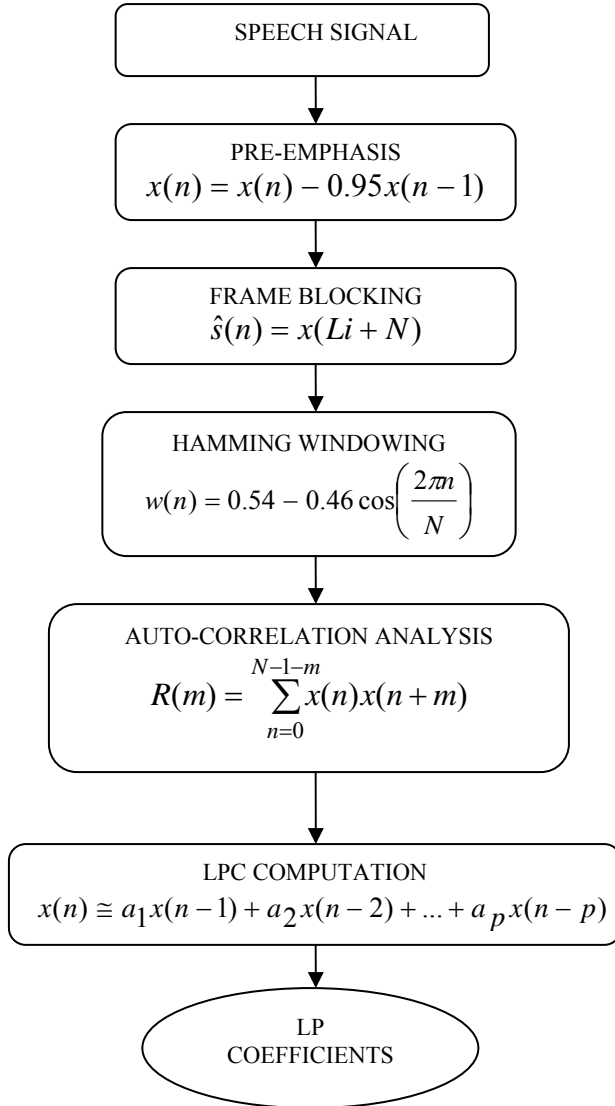 SPEECH SIGNAL
PRE-EMPHASIS
x(n) = x(n) − 0.95x(n − 1)
FRAME BLOCKING
ŝ(n) = x(Li + N)
HAMMING WINDOWING
w(n) = 0.54 − 0.46 cos(2πn / N)
AUTO-CORRELATION ANALYSIS
R(m) = ∑_{n=0}^{N−1−m} x(n)x(n + m)
LPC COMPUTATION
x(n) ≅ a₁x(n − 1) + a₂x(n − 2) + ... + aₚx(n − p)
LP
COEFFICIENTS